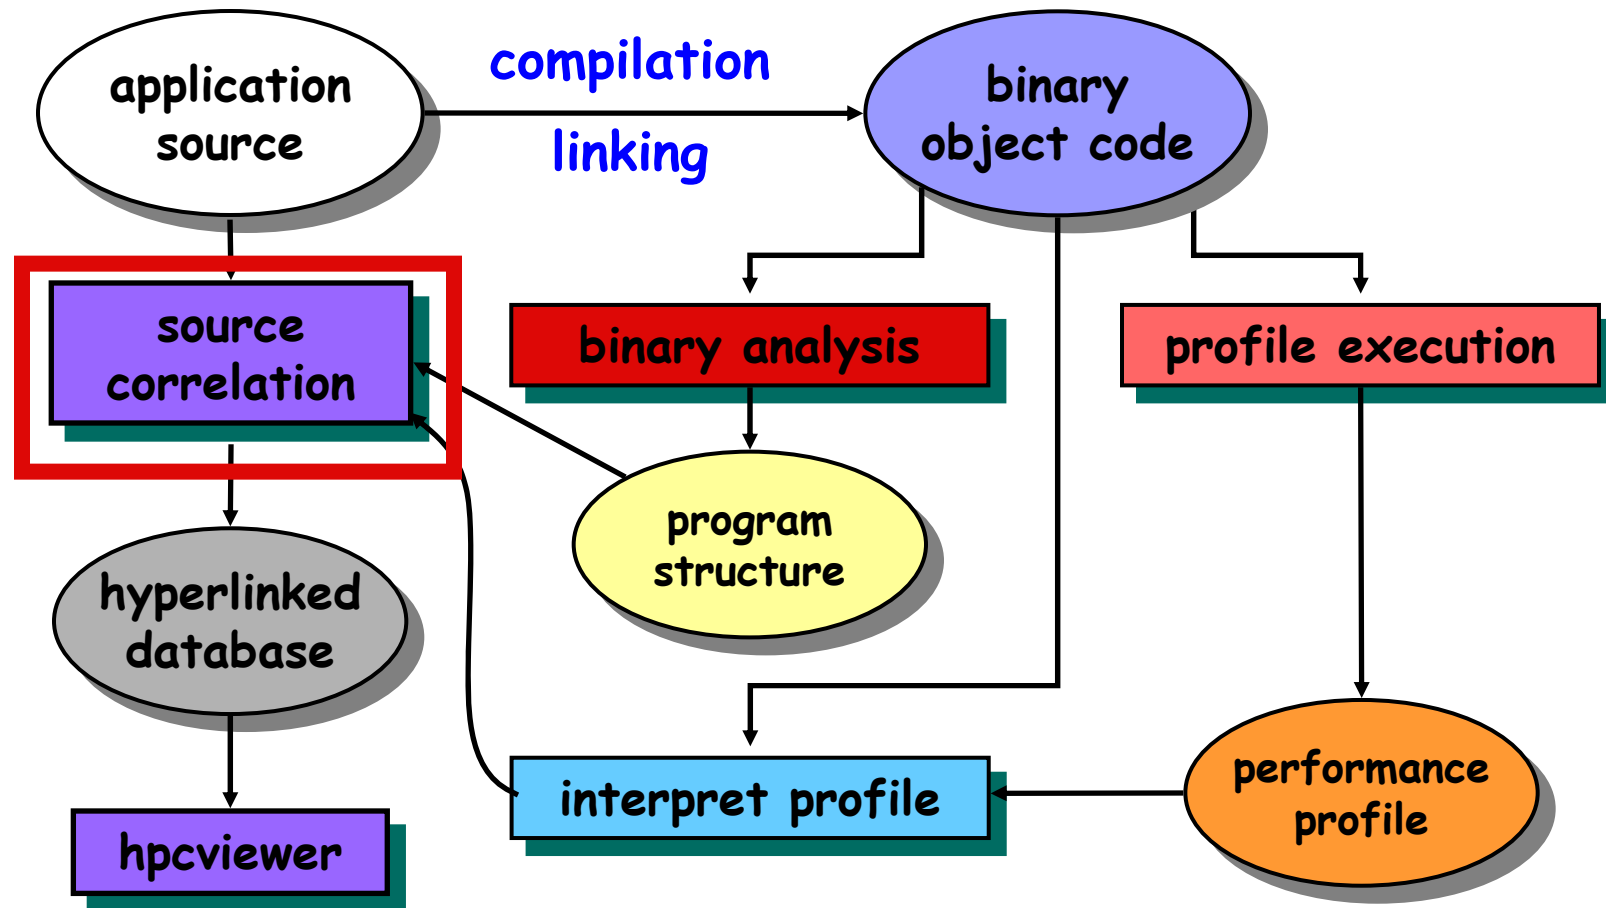 application
source
compilation
linking
binary
object code
source
correlation
binary analysis
profile execution
program
structure
hyperlinked
database
interpret profile
performance
profile
hpcviewer